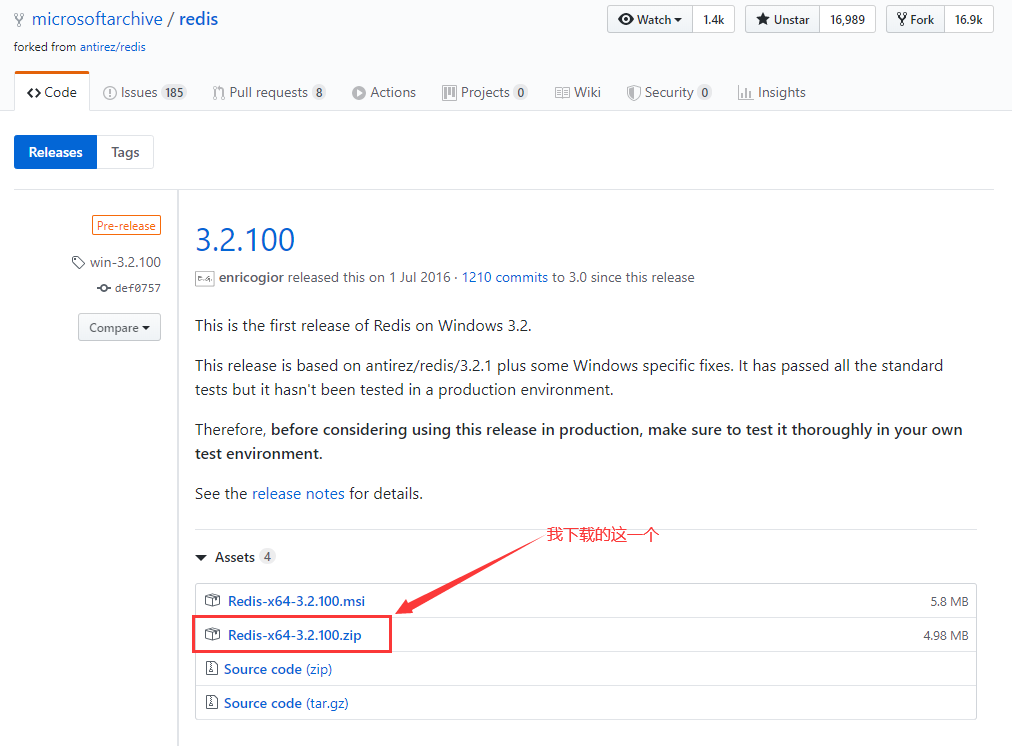 microsoftarchive / redis
Watch 1.4k Unstar 16,989 Fork 16.9k
forked from antirez/redis
Code Issues 185 Pull requests 8 Actions Projects 0 Wiki Security 0 Insights
Releases Tags
Pre-release
win-3.2.100
def0757
Compare
3.2.100
enricogior released this on 1 Jul 2016 · 1210 commits to 3.0 since this release
This is the first release of Redis on Windows 3.2.
This release is based on antirez/redis/3.2.1 plus some Windows specific fixes. It has passed all the standard
tests but it hasn't been tested in a production environment.
Therefore, before considering using this release in production, make sure to test it thoroughly in your own
test environment.
See the release notes for details.
我下载的这一个
Assets 4
Redis-x64-3.2.100.msi 5.8 MB
Redis-x64-3.2.100.zip 4.98 MB
Source code (zip)
Source code (tar.gz)